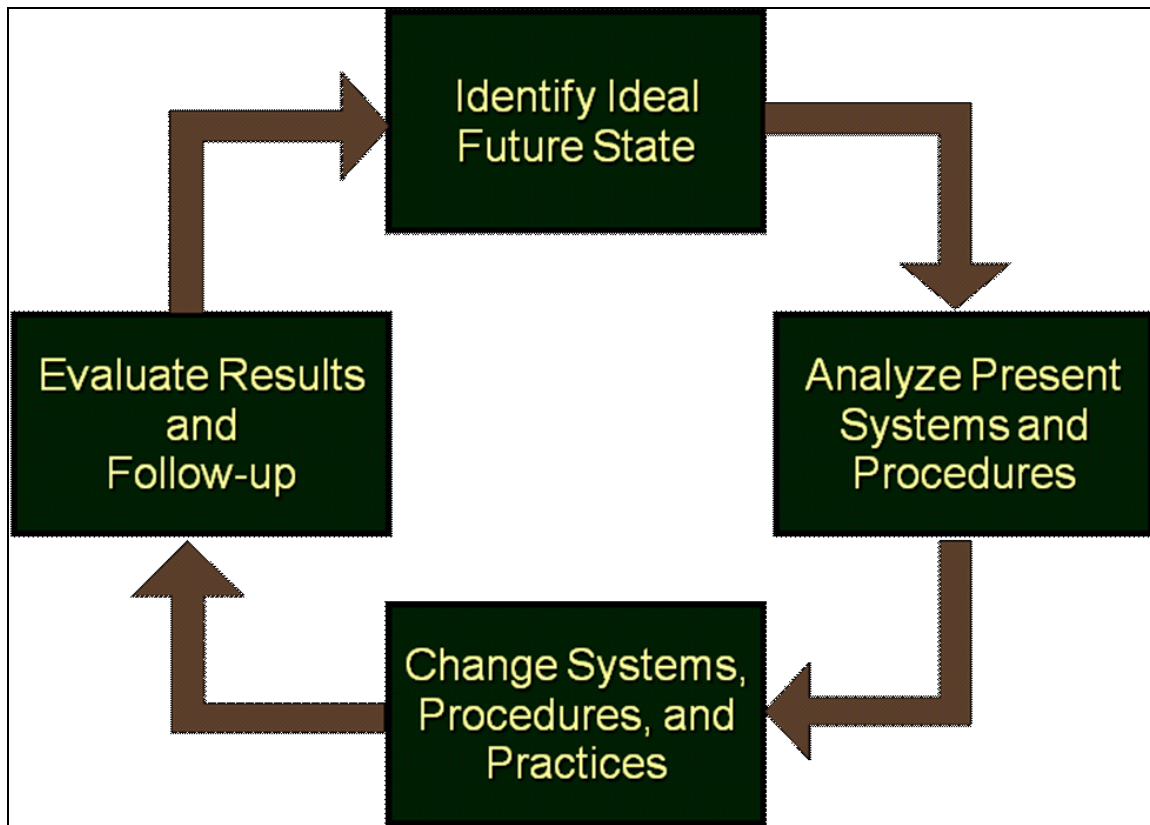 Identify Ideal
Future State
Analyze Present
Systems and
Procedures
Change Systems,
Procedures, and
Practices
Evaluate Results
and
Follow-up